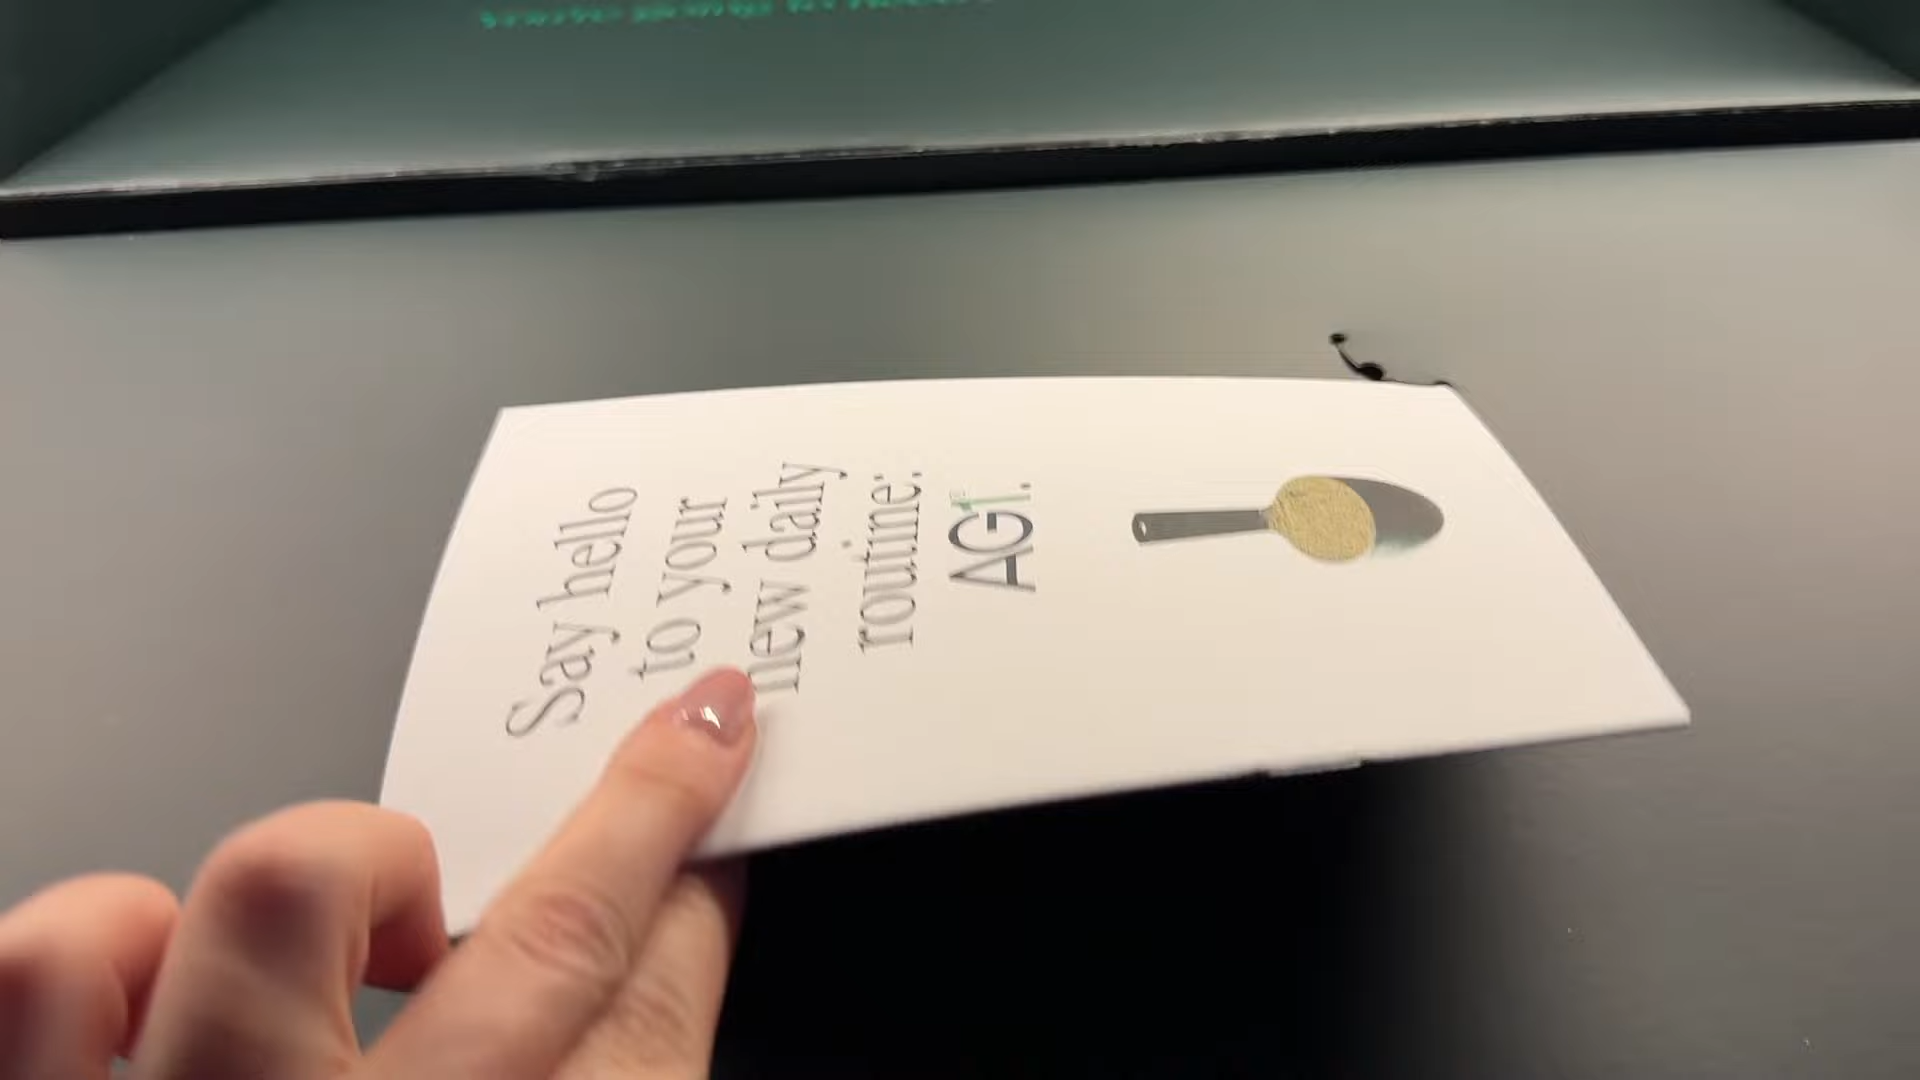 Say hello
to your
new daily
routine:
AG1.